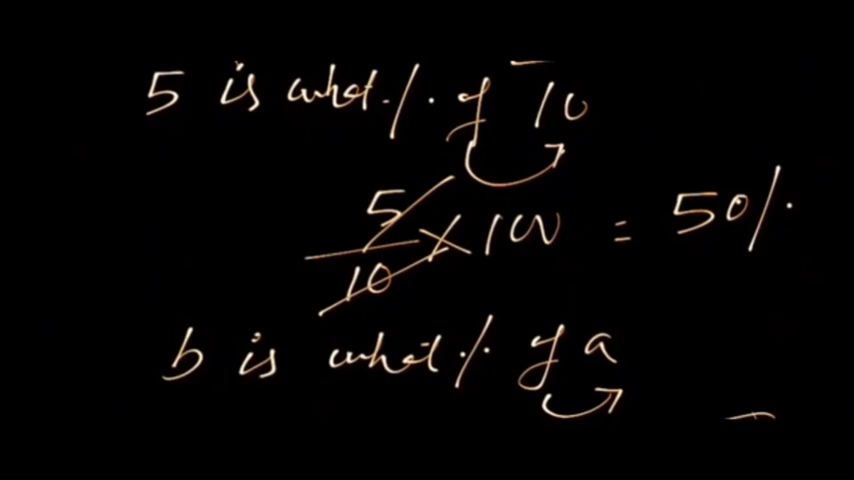 5 is what % of 10
5/10 × 100 = 50%
b is what % of a